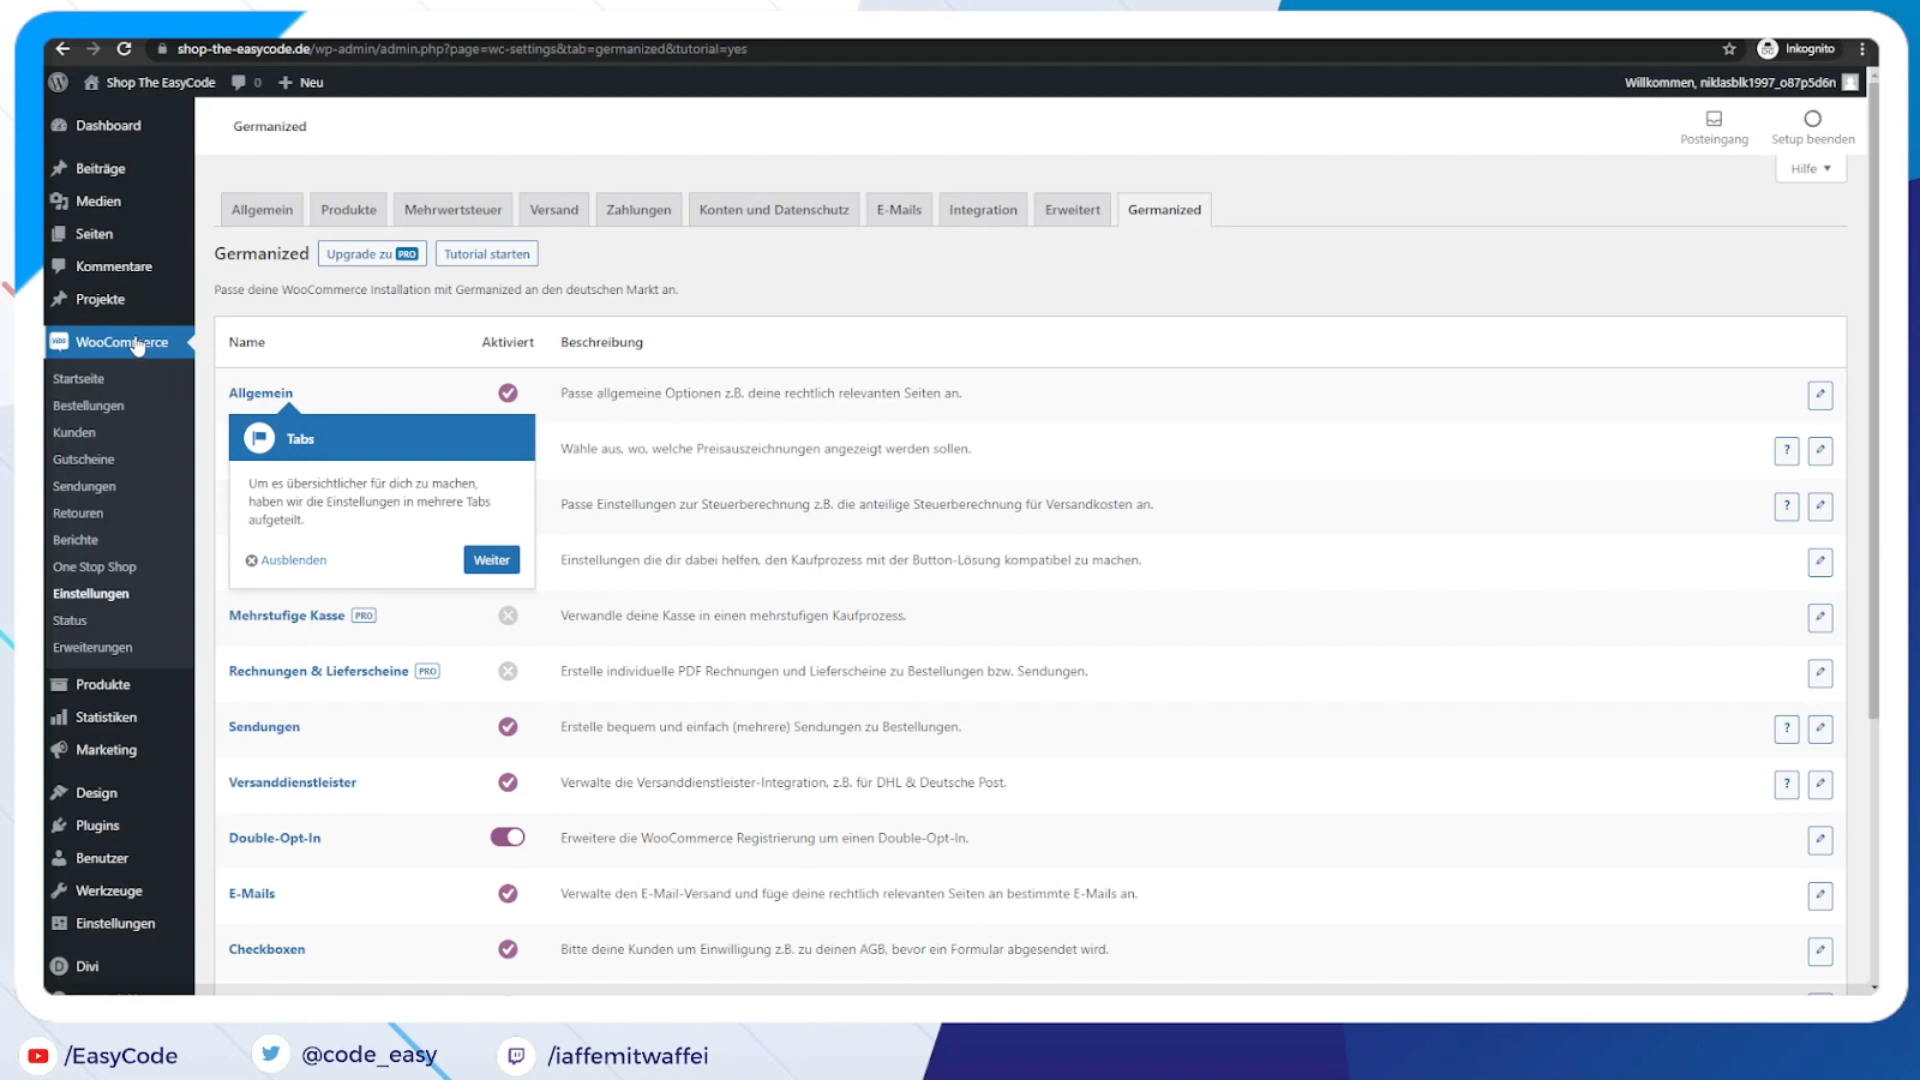 shop-the-easycode.de/wp-admin/admin.php?page=wc-settings&tab=germanized&tutorial=yes
Inkognito
Shop The EasyCode
0
Neu
Willkommen, niklasblk1997_o87p5d6n
Dashboard
Beiträge
Medien
Seiten
Kommentare
Projekte
WooCommerce
Startseite
Bestellungen
Kunden
Gutscheine
Sendungen
Retouren
Berichte
One Stop Shop
Einstellungen
Status
Erweiterungen
Produkte
Statistiken
Marketing
Design
Plugins
Benutzer
Werkzeuge
Einstellungen
Divi
Germanized
Posteingang
Setup beenden
Hilfe
Allgemein Produkte Mehrwertsteuer Versand Zahlungen Konten und Datenschutz E-Mails Integration Erweitert Germanized
Germanized Upgrade zu PRO Tutorial starten
Passe deine WooCommerce Installation mit Germanized an den deutschen Markt an.
Name Aktiviert Beschreibung
Allgemein Passe allgemeine Optionen z.B. deine rechtlich relevanten Seiten an.
Tabs
Um es übersichtlicher für dich zu machen,
haben wir die Einstellungen in mehrere Tabs
aufgeteilt.
Ausblenden Weiter
Wähle aus, wo, welche Preisauszeichnungen angezeigt werden sollen. ?
Passe Einstellungen zur Steuerberechnung z.B. die anteilige Steuerberechnung für Versandkosten an. ?
Einstellungen die dir dabei helfen, den Kaufprozess mit der Button-Lösung kompatibel zu machen.
Mehrstufige Kasse PRO Verwandle deine Kasse in einen mehrstufigen Kaufprozess.
Rechnungen & Lieferscheine PRO Erstelle individuelle PDF Rechnungen und Lieferscheine zu Bestellungen bzw. Sendungen.
Sendungen Erstelle bequem und einfach (mehrere) Sendungen zu Bestellungen. ?
Versanddienstleister Verwalte die Versanddienstleister-Integration, z.B. für DHL & Deutsche Post. ?
Double-Opt-In Erweitere die WooCommerce Registrierung um einen Double-Opt-In.
E-Mails Verwalte den E-Mail-Versand und füge deine rechtlich relevanten Seiten an bestimmte E-Mails an.
Checkboxen Bitte deine Kunden um Einwilligung z.B. zu deinen AGB, bevor ein Formular abgesendet wird.
/EasyCode @code_easy /iaffemitwaffei